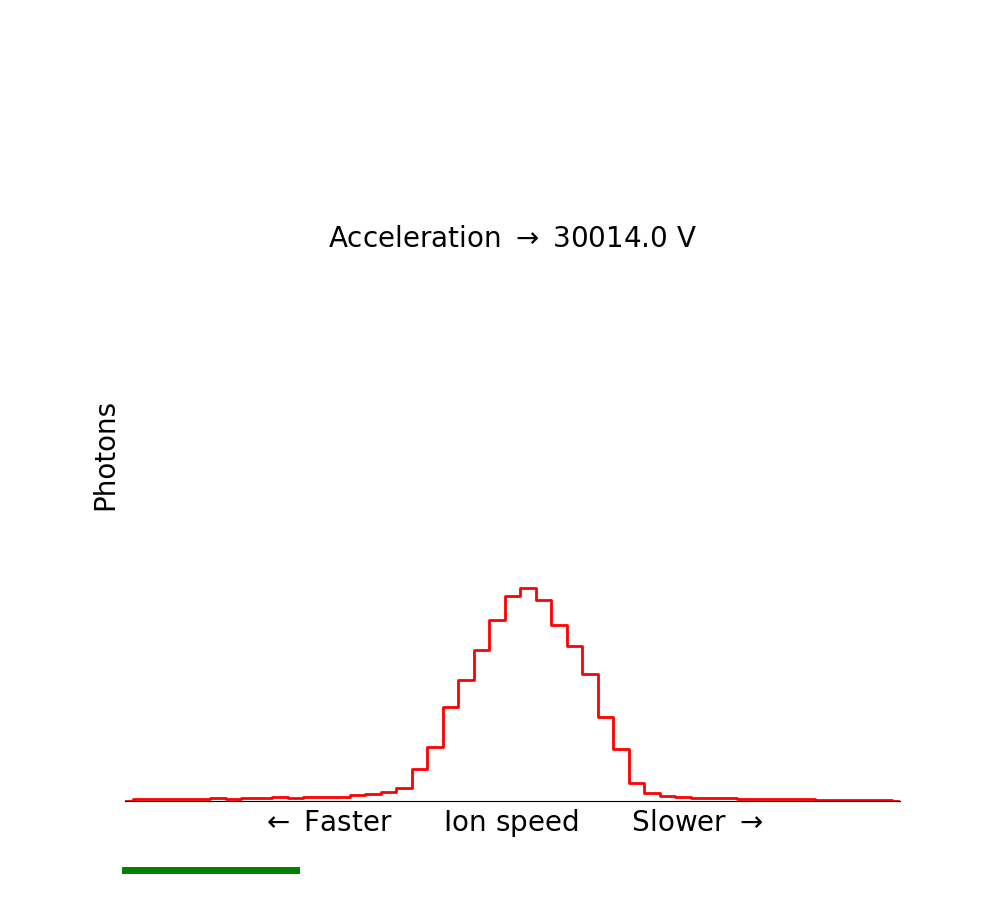 Acceleration → 30014.0 V
Photons
← Faster Ion speed Slower →